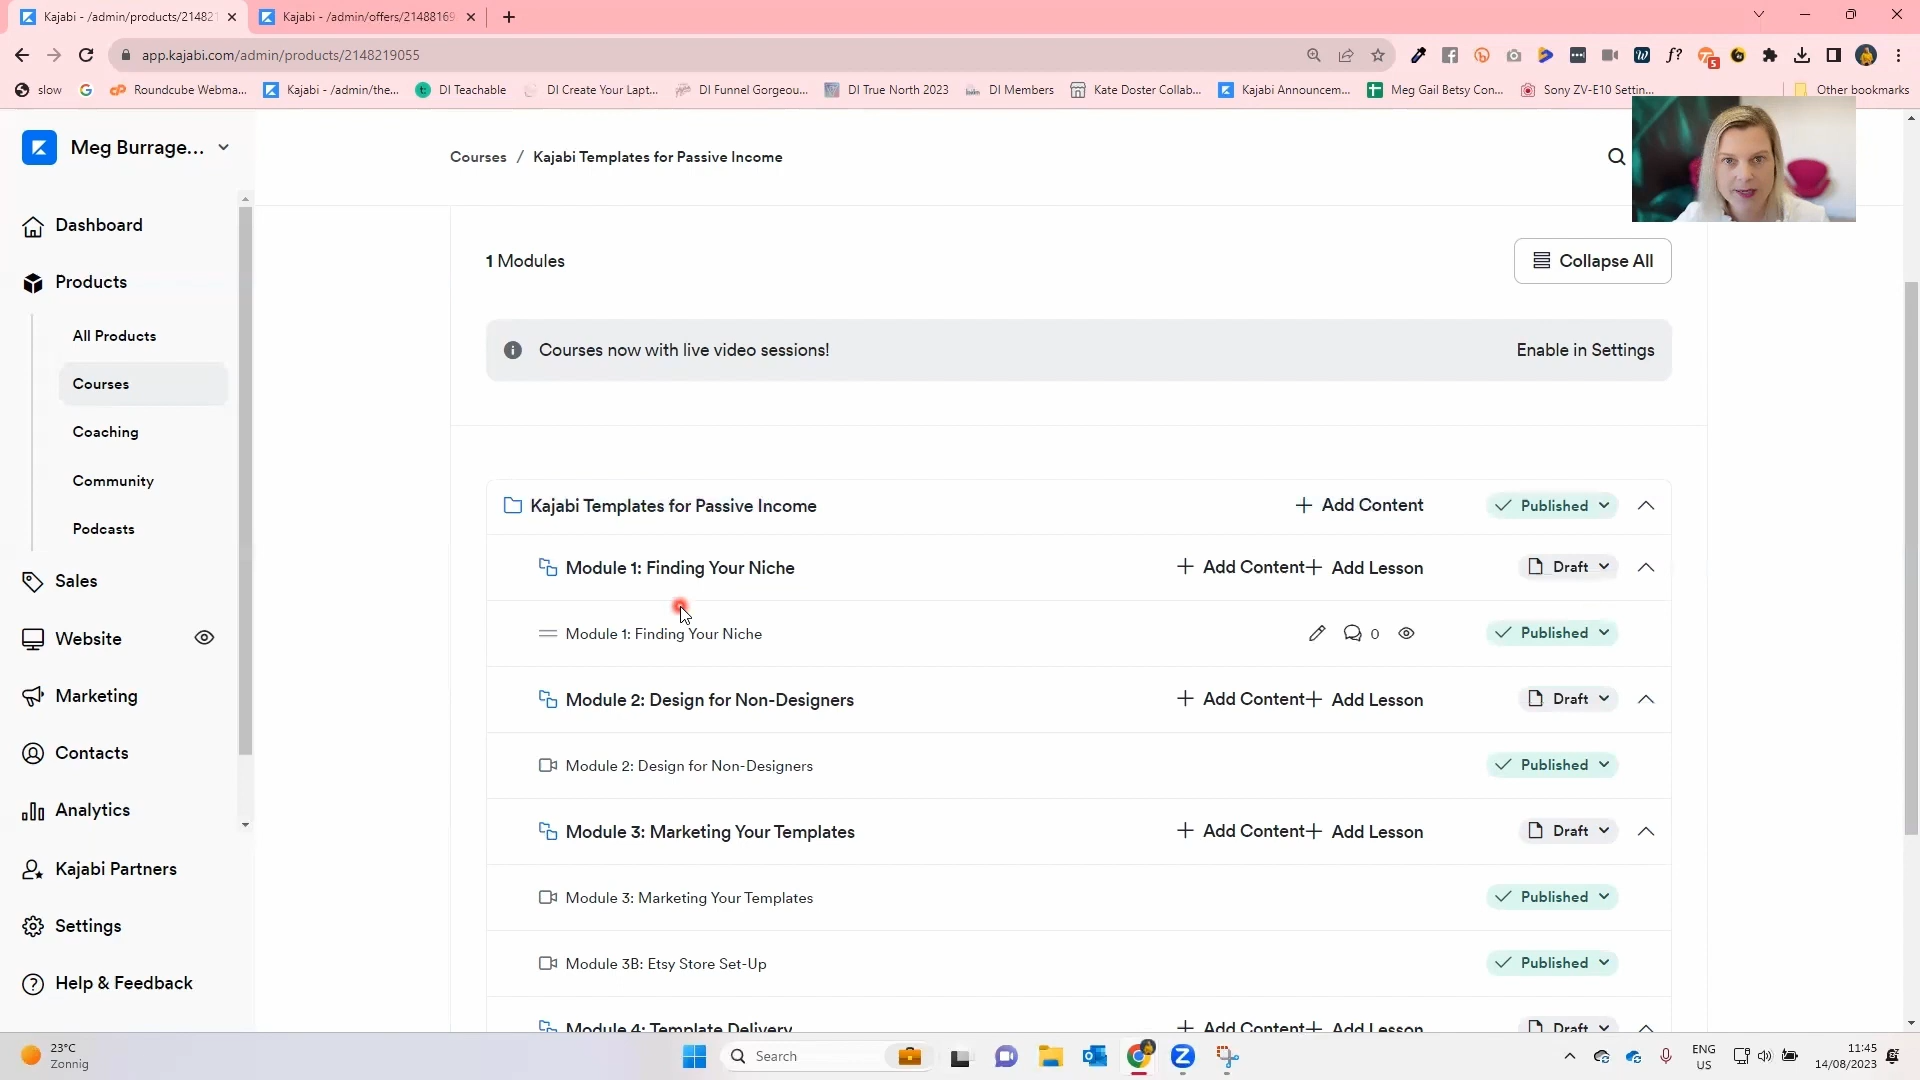 Kajabi - /admin/products/214821
Kajabi - /admin/offers/21488169
app.kajabi.com/admin/products/2148219055
slow
Roundcube Webma...
Kajabi - /admin/the...
DI Teachable
DI Create Your Lapt...
DI Funnel Gorgeou...
DI True North 2023
DI Members
Kate Doster Collab...
Kajabi Announcem...
Meg Gail Betsy Con...
Sony ZV-E10 Settin...
Other bookmarks
Meg Burrage...
Courses / Kajabi Templates for Passive Income
Dashboard
Products
All Products
Courses
Coaching
Community
Podcasts
Sales
Website
Marketing
Contacts
Analytics
Kajabi Partners
Settings
Help & Feedback
1 Modules
Collapse All
Courses now with live video sessions!
Enable in Settings
Kajabi Templates for Passive Income
Add Content
Published
Module 1: Finding Your Niche
Add Content
Add Lesson
Draft
Module 1: Finding Your Niche
0
Published
Module 2: Design for Non-Designers
Add Content
Add Lesson
Draft
Module 2: Design for Non-Designers
Published
Module 3: Marketing Your Templates
Add Content
Add Lesson
Draft
Module 3: Marketing Your Templates
Published
Module 3B: Etsy Store Set-Up
Published
Module 4: Template Delivery
Add Content
Add Lesson
Draft
23°C
Zonnig
Search
ENG
US
11:45
14/08/2023